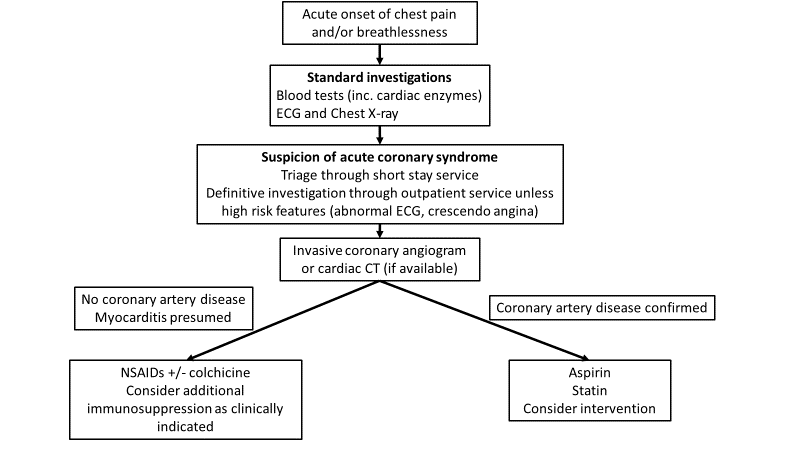 Acute onset of chest pain
and/or breathlessness
Standard investigations
Blood tests (inc. cardiac enzymes)
ECG and Chest X-ray
Suspicion of acute coronary syndrome
Triage through short stay service
Definitive investigation through outpatient service unless
high risk features (abnormal ECG, crescendo angina)
Invasive coronary angiogram
or cardiac CT (if available)
No coronary artery disease
Myocarditis presumed
Coronary artery disease confirmed
NSAIDs +/- colchicine
Consider additional
immunosuppression as clinically
indicated
Aspirin
Statin
Consider intervention